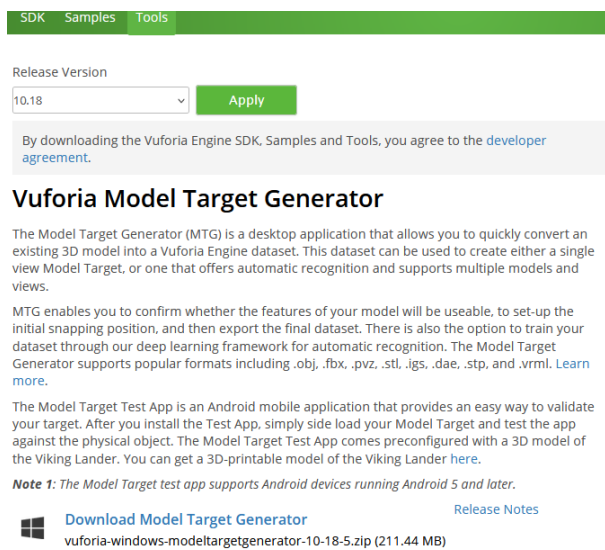 SDK Samples Tools
Release Version
10.18
Apply
By downloading the Vuforia Engine SDK, Samples and Tools, you agree to the developer
agreement.
Vuforia Model Target Generator
The Model Target Generator (MTG) is a desktop application that allows you to quickly convert an
existing 3D model into a Vuforia Engine dataset. This dataset can be used to create either a single
view Model Target, or one that offers automatic recognition and supports multiple models and
views.
MTG enables you to confirm whether the features of your model will be useable, to set-up the
initial snapping position, and then export the final dataset. There is also the option to train your
dataset through our deep learning framework for automatic recognition. The Model Target
Generator supports popular formats including .obj, .fbx, .pvz, .stl, .igs, .dae, .stp, and .vrml. Learn
more.
The Model Target Test App is an Android mobile application that provides an easy way to validate
your target. After you install the Test App, simply side load your Model Target and test the app
against the physical object. The Model Target Test App comes preconfigured with a 3D model of
the Viking Lander. You can get a 3D-printable model of the Viking Lander here.
Note 1: The Model Target test app supports Android devices running Android 5 and later.
Download Model Target Generator
Release Notes
vuforia-windows-modeltargetgenerator-10-18-5.zip (211.44 MB)